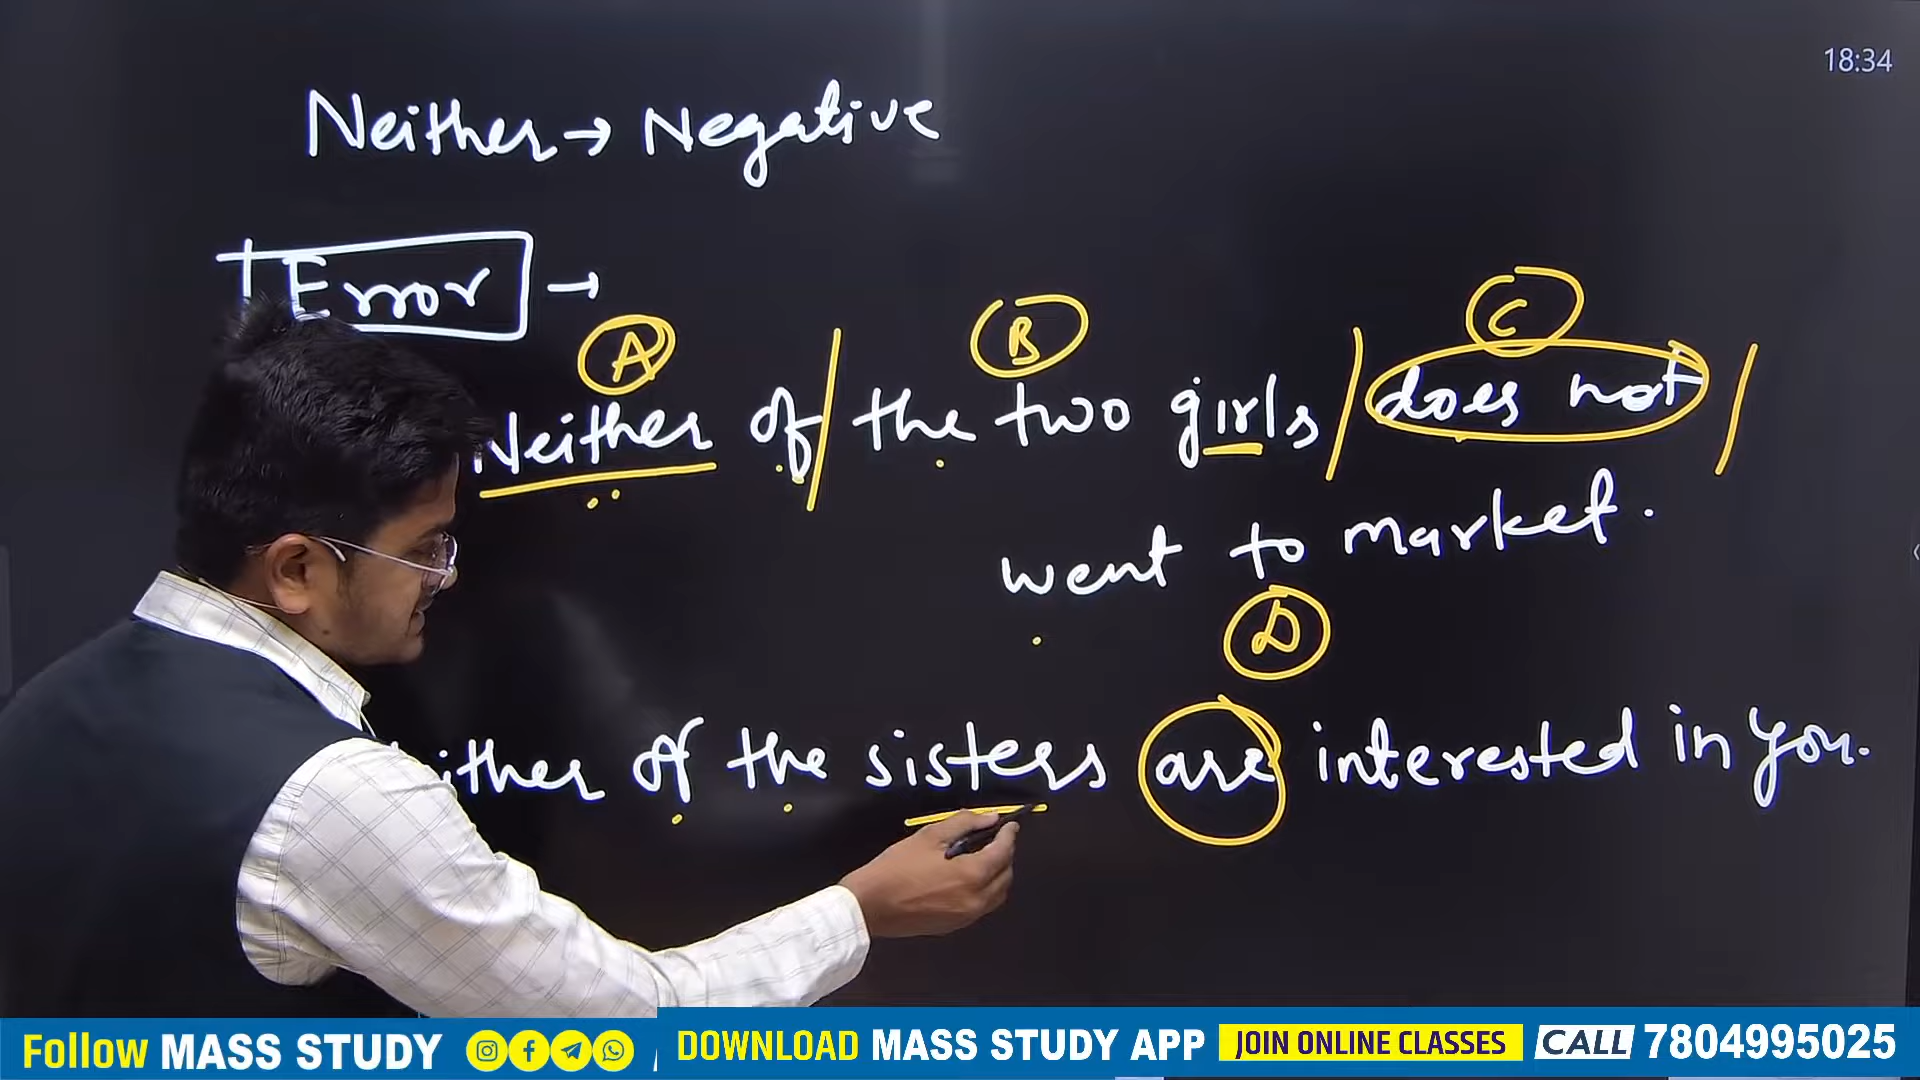 18:34
Neither → Negative
Error →
A B C
Neither of / the two girls / does not /
went to market.
D
ither of the sisters are interested in you.
Follow MASS STUDY DOWNLOAD MASS STUDY APP JOIN ONLINE CLASSES CALL 7804995025